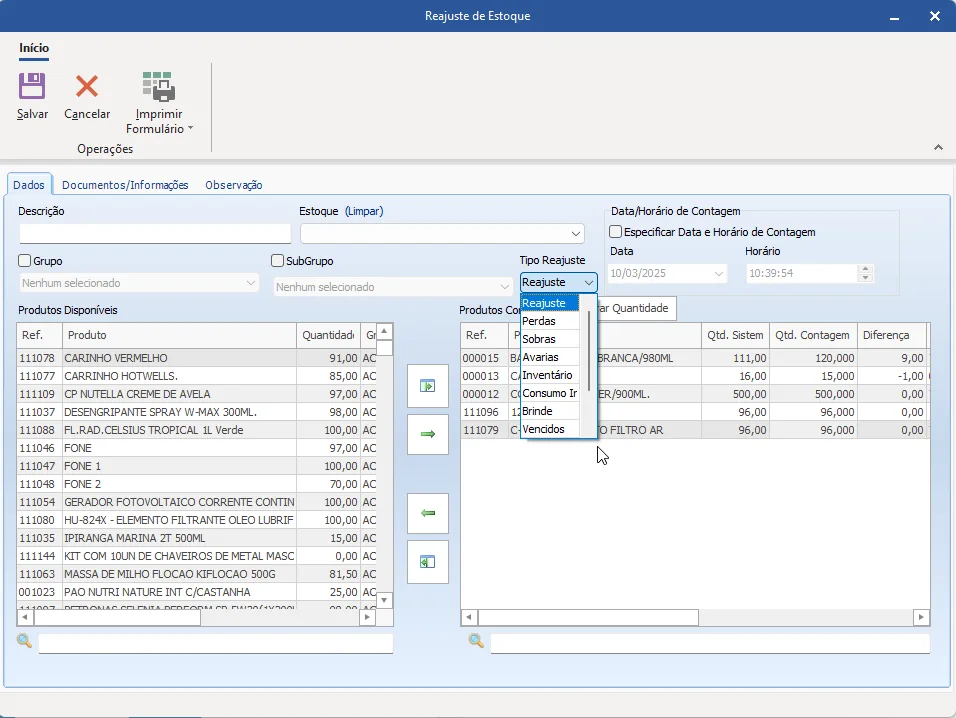 Reajuste de Estoque
Início
Salvar
Cancelar
Imprimir
Formulário
Operações
Dados
Documentos/Informações
Observação
Descrição
Estoque (Limpar)
Data/Horário de Contagem
Especificar Data e Horário de Contagem
Data
Horário
10/03/2025
10:39:54
Grupo
Nenhum selecionado
SubGrupo
Nenhum selecionado
Tipo Reajuste
Reajuste
Reajuste
Perdas
Sobras
Avarias
Inventário
Consumo Ir
Brinde
Vencidos
Quantidade
Produtos Disponíveis
Ref. Produto Quantidade Gr
111078 CARINHO VERMELHO 91,00 AC
111077 CARRINHO HOTWELLS. 85,00 AC
111109 CP NUTELLA CREME DE AVELA 97,00 AC
111037 DESENGRIPANTE SPRAY W-MAX 300ML. 98,00 AC
111088 FL.RAD.CELSIUS TROPICAL 1L Verde 100,00 AC
111046 FONE 97,00 AC
111047 FONE 1 100,00 AC
111048 FONE 2 70,00 AC
111054 GERADOR FOTOVOLTAICO CORRENTE CONTIN 100,00 AC
111080 HU-824X - ELEMENTO FILTRANTE OLEO LUBRIF 100,00 AC
111035 IPIRANGA MARINA 2T 500ML 15,00 AC
111144 KIT COM 10UN DE CHAVEIROS DE METAL MASC 0,00 AC
111063 MASSA DE MILHO FLOCAO KIFLOCAO 500G 81,50 AC
001023 PAO NUTRI NATURE INT C/CASTANHA 25,00 AC
Produtos
Ref. Qtd. Sistem Qtd. Contagem Diferença
000015 BRANCA/980ML 111,00 120,000 9,00
000013 16,00 15,000 -1,00
000012 ER/900ML. 500,00 500,000 0,00
111096 96,00 96,000 0,00
111079 FILTRO AR 96,00 96,000 0,00